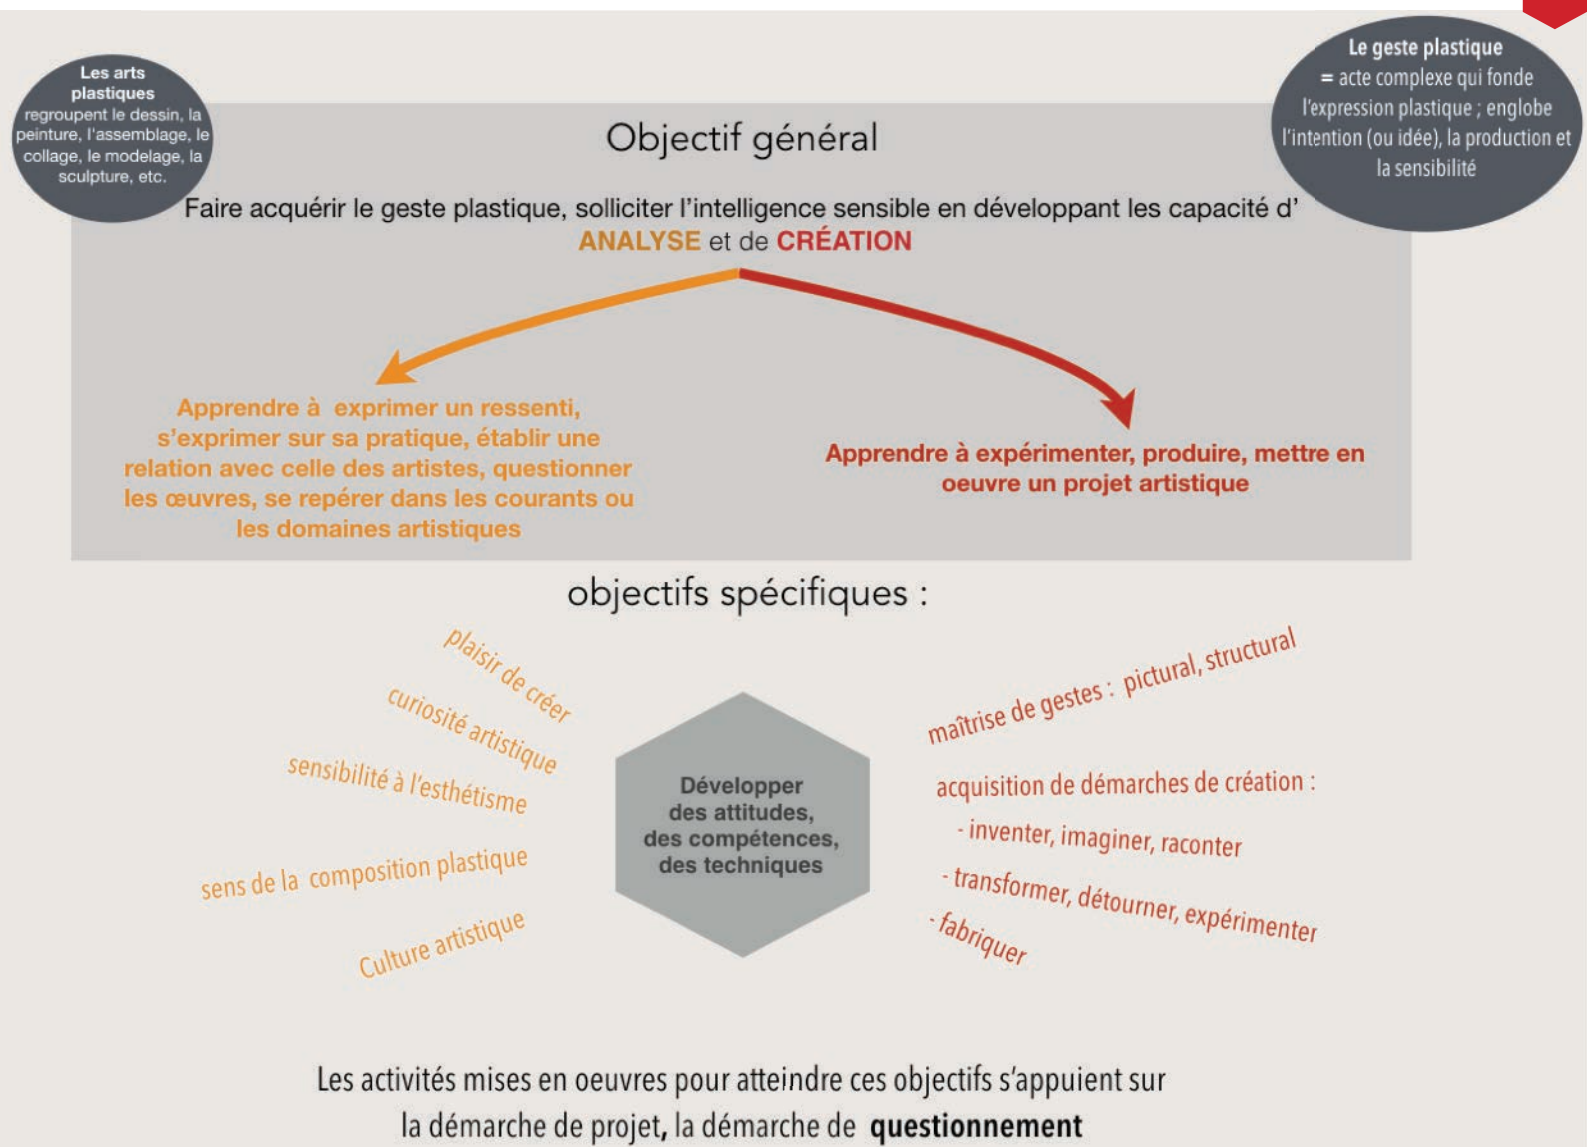 Les arts
plastiques
regroupent le dessin, la
peinture, l'assemblage, le
collage, le modelage, la
sculpture, etc.
Le geste plastique
= acte complexe qui fonde
l'expression plastique ; englobe
l'intention (ou idée), la production et
la sensibilité
Objectif général
Faire acquérir le geste plastique, solliciter l'intelligence sensible en développant les capacité d'
ANALYSE et de CRÉATION
Apprendre à exprimer un ressenti,
s'exprimer sur sa pratique, établir une
relation avec celle des artistes, questionner
les œuvres, se repérer dans les courants ou
les domaines artistiques
Apprendre à expérimenter, produire, mettre en
oeuvre un projet artistique
objectifs spécifiques :
plaisir de créer
curiosité artistique
sensibilité à l'esthétisme
sens de la composition plastique
Culture artistique
Développer
des attitudes,
des compétences,
des techniques
maîtrise de gestes : pictural, structural
acquisition de démarches de création :
- inventer, imaginer, raconter
- transformer, détourner, expérimenter
- fabriquer
Les activités mises en oeuvres pour atteindre ces objectifs s'appuient sur
la démarche de projet, la démarche de questionnement